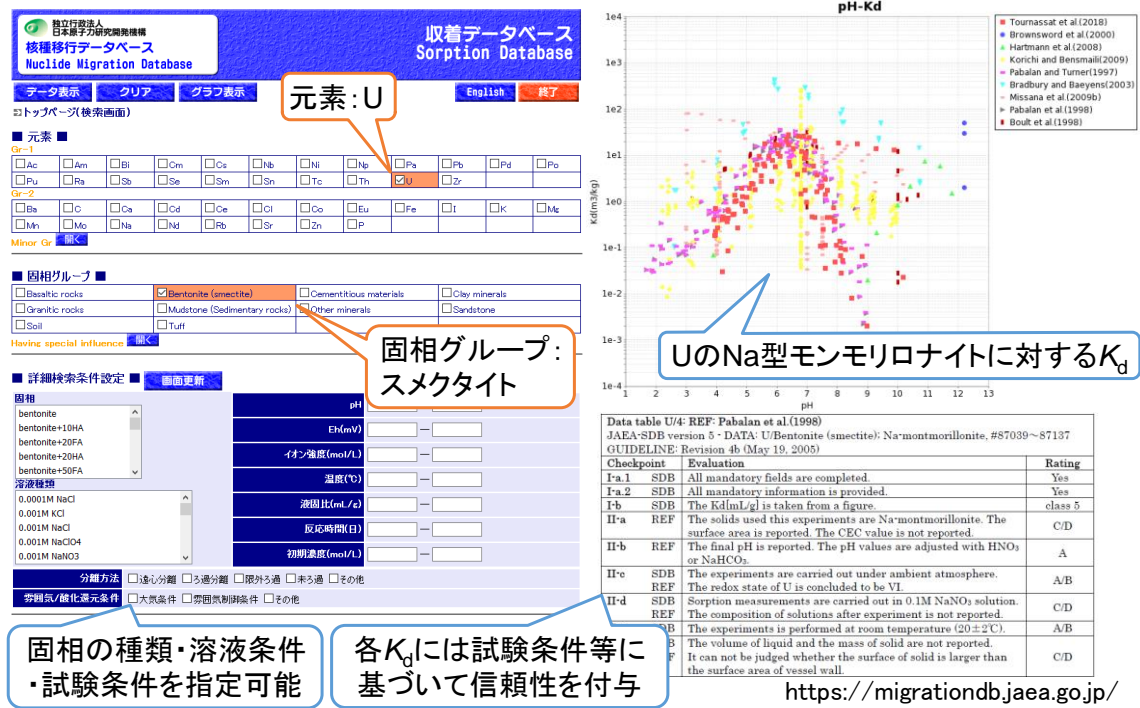 独立行政法人
日本原子力研究開発機構
核種移行データベース
Nuclide Migration Database
収着データベース
Sorption Database
データ表示 クリア グラフ表示 English 終了
トップページ(検索画面)
元素:U
■ 元素 ■
Gr-1
Ac Am Bi Cm Cs Nb Ni Np Pa Pb Pd Po
Pu Ra Sb Se Sm Sn Tc Th U Zr
Gr-2
Ba C Ca Cd Ce Cl Co Eu Fe I K Mg
Mn Mo Na Nd Rb Sr Zn P
Minor Gr 開く
■ 固相グループ ■
Basaltic rocks Bentonite (smectite) Cementitious materials Clay minerals
Granitic rocks Mudstone (Sedimentary rocks) Other minerals Sandstone
Soil Tuff
Having special influence 開く
固相グループ:
スメクタイト
■ 詳細検索条件設定 ■ 画面更新
固相
bentonite
bentonite+10HA
bentonite+20FA
bentonite+20HA
bentonite+50FA
溶液種類
0.0001M NaCl
0.001M KCl
0.001M NaCl
0.001M NaClO4
0.001M NaNO3
pH
Eh(mV) ―
イオン強度(mol/L) ―
温度(℃) ―
液固比(mL/g) ―
反応時間(日) ―
初期濃度(mol/L) ―
分離方法 遠心分離 ろ過分離 限外ろ過 未ろ過 その他
雰囲気/酸化還元条件 大気条件 雰囲気制御条件 その他
固相の種類・溶液条件
・試験条件を指定可能
各Kdには試験条件等に
基づいて信頼性を付与
pH-Kd
1e4
1e3
1e2
1e1
1e0
1e-1
1e-2
1e-3
1e-4
Kd(m3/kg)
1 2 3 4 5 6 7 8 9 10 11 12 13
pH
Tournassat et al.(2018)
Brownsword et al.(2000)
Hartmann et al.(2008)
Korichi and Bensmaili(2009)
Pabalan and Turner(1997)
Bradbury and Baeyens(2003)
Missana et al.(2009b)
Pabalan et al.(1998)
Boult et al.(1998)
UのNa型モンモリロナイトに対するKd
Data table U/4: REF: Pabalan et al.(1998)
JAEA-SDB version 5 - DATA: U/Bentonite (smectite); Na-montmorillonite, #87039～87137
GUIDELINE: Revision 4b (May 19, 2005)
Checkpoint Evaluation Rating
I-a.1 SDB All mandatory fields are completed. Yes
I-a.2 SDB All mandatory information is provided. Yes
I-b SDB The Kd[mL/g] is taken from a figure. class 5
II-a REF The solids used this experiments are Na-montmorillonite. The
surface area is reported. The CEC value is not reported. C/D
II-b REF The final pH is reported. The pH values are adjusted with HNO3
or NaHCO3. A
II-c SDB The experiments are carried out under ambient atmosphere.
REF The redox state of U is concluded to be VI. A/B
II-d SDB Sorption measurements are carried out in 0.1M NaNO3 solution.
REF The composition of solutions after experiment is not reported. C/D
The experiments is performed at room temperature (20±2℃). A/B
The volume of liquid and the mass of solid are not reported.
It can not be judged whether the surface of solid is larger than
the surface area of vessel wall. C/D
https://migrationdb.jaea.go.jp/